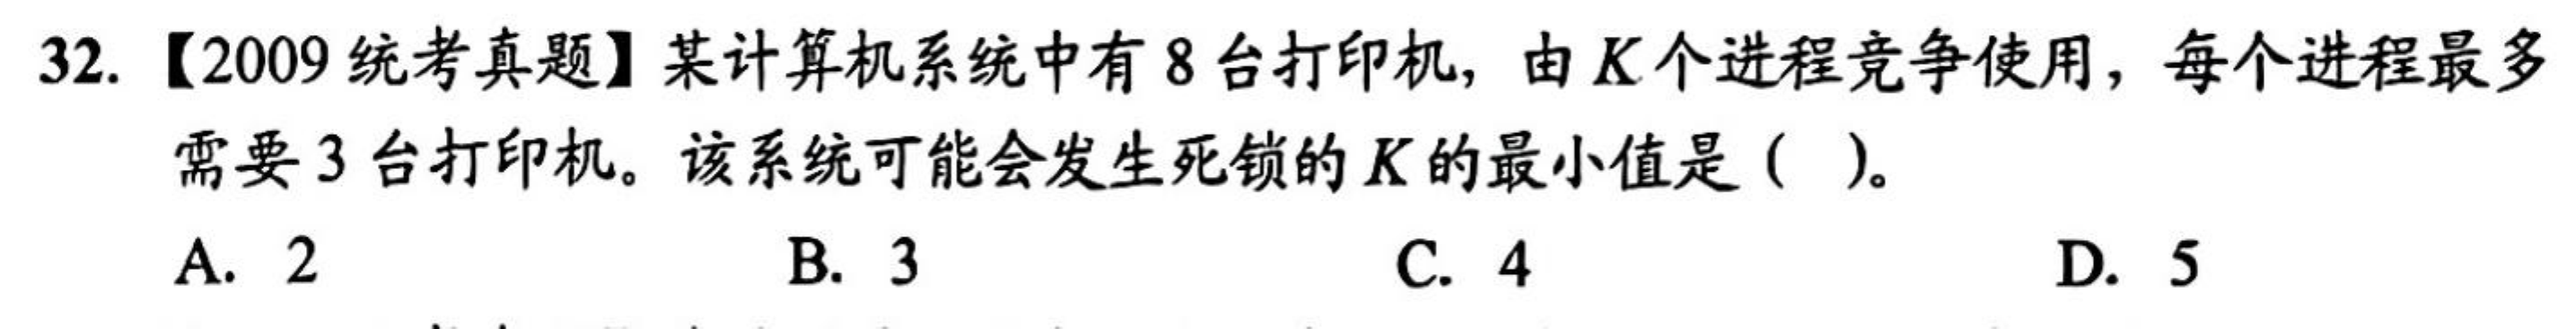 32.【2009 统考真题】某计算机系统中有 8 台打印机，由 K 个进程竞争使用，每个进程最多
需要 3 台打印机。该系统可能会发生死锁的 K 的最小值是（　）。
A. 2　B. 3　C. 4　D. 5